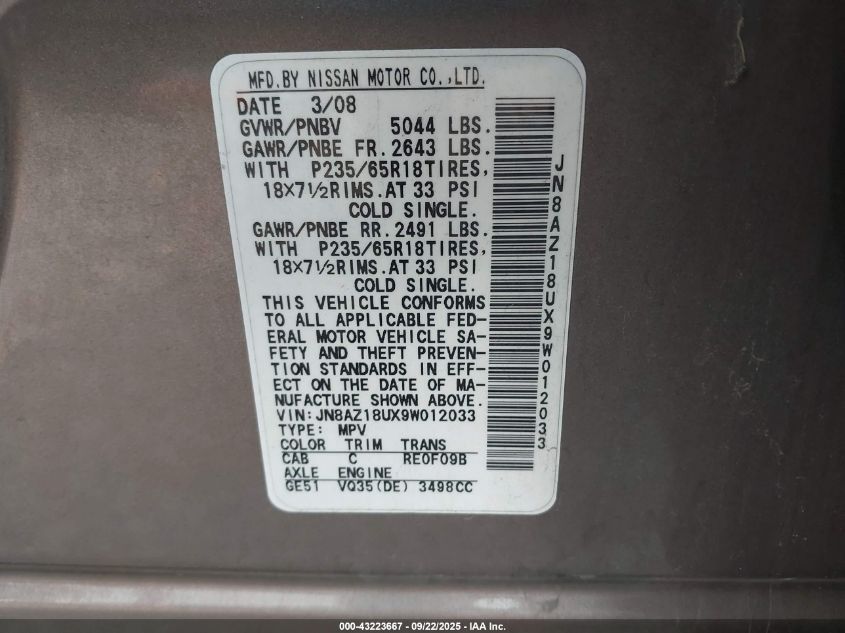 MFD.BY NISSAN MOTOR CO.,LTD.
DATE 3/08
GVWR/PNBV 5044 LBS.
GAWR/PNBE FR. 2643 LBS.
WITH P235/65R18TIRES,
18×7½RIMS.AT 33 PSI
COLD SINGLE.
GAWR/PNBE RR. 2491 LBS.
WITH P235/65R18TIRES,
18×7½RIMS.AT 33 PSI
COLD SINGLE.
THIS VEHICLE CONFORMS
TO ALL APPLICABLE FED-
ERAL MOTOR VEHICLE SA-
FETY AND THEFT PREVEN-
TION STANDARDS IN EFF-
ECT ON THE DATE OF MA-
NUFACTURE SHOWN ABOVE.
VIN: JN8AZ18UX9W012033
TYPE: MPV
COLOR TRIM TRANS
CAB C RE0F09B
AXLE ENGINE
GE51 VQ35(DE) 3498CC
JN8AZ18UX9W012033
000-43223667 - 09/22/2025 - IAA Inc.